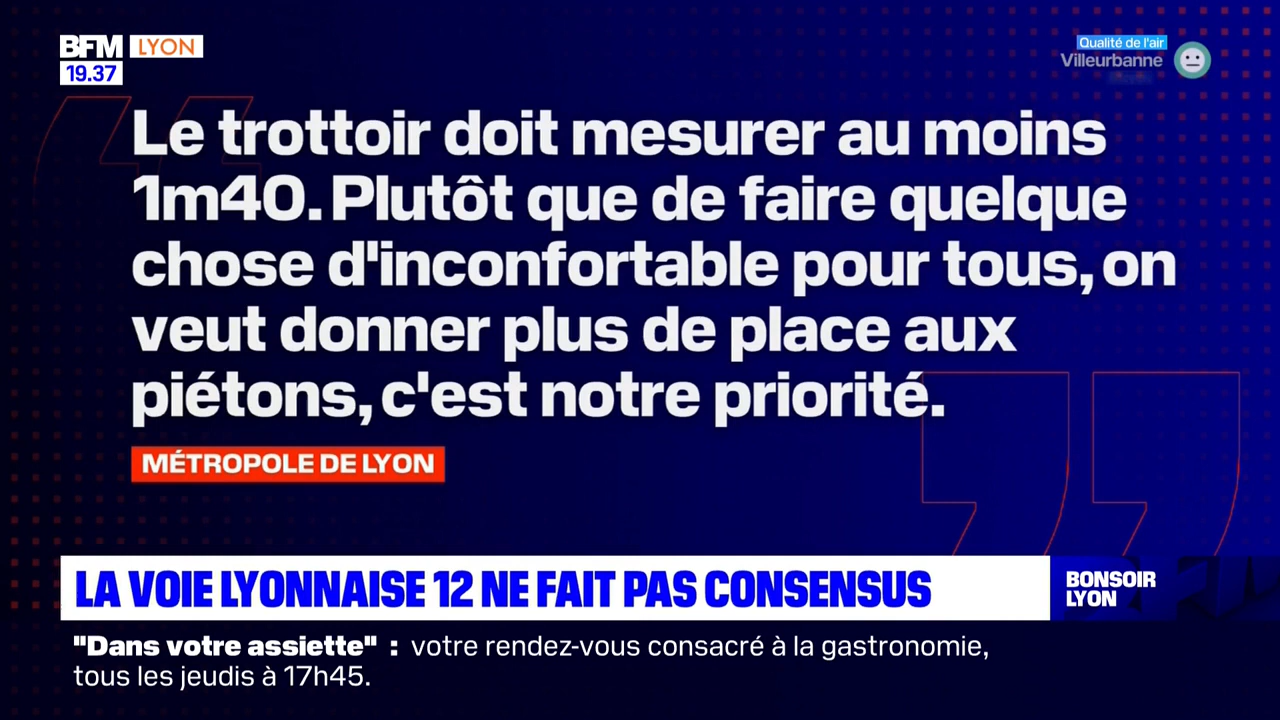 BFM LYON
19.37
Qualité de l'air
Villeurbanne
Le trottoir doit mesurer au moins
1m40. Plutôt que de faire quelque
chose d'inconfortable pour tous, on
veut donner plus de place aux
piétons, c'est notre priorité.
MÉTROPOLE DE LYON
LA VOIE LYONNAISE 12 NE FAIT PAS CONSENSUS
BONSOIR
LYON
"Dans votre assiette" : votre rendez-vous consacré à la gastronomie,
tous les jeudis à 17h45.